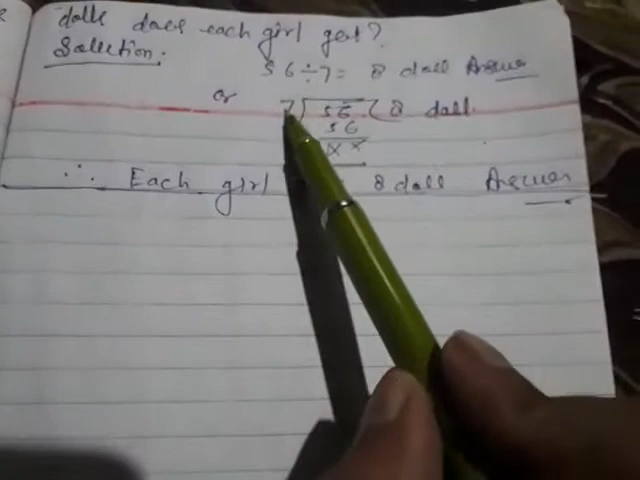 dolls does each girl get?
Solution.
56÷7= 8 doll Answer
or 7)56(8 doll.
56
××
∴ Each girl 8 doll Answer